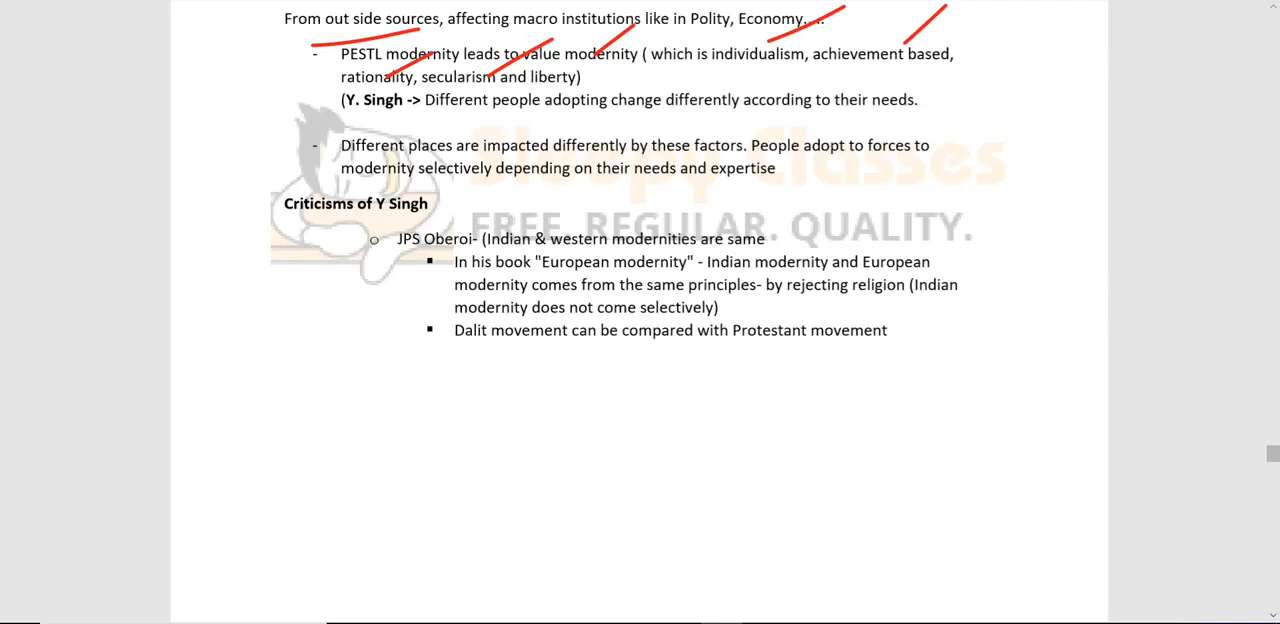 From out side sources, affecting macro institutions like in Polity, Economy.....
- PESTL modernity leads to value modernity ( which is individualism, achievement based,
rationality, secularism and liberty)
(Y. Singh -> Different people adopting change differently according to their needs.
- Different places are impacted differently by these factors. People adopt to forces to
modernity selectively depending on their needs and expertise
Sleepy Classes
Criticisms of Y Singh
FREE. REGULAR. QUALITY.
o JPS Oberoi- (Indian & western modernities are same
▪ In his book "European modernity" - Indian modernity and European
modernity comes from the same principles- by rejecting religion (Indian
modernity does not come selectively)
▪ Dalit movement can be compared with Protestant movement